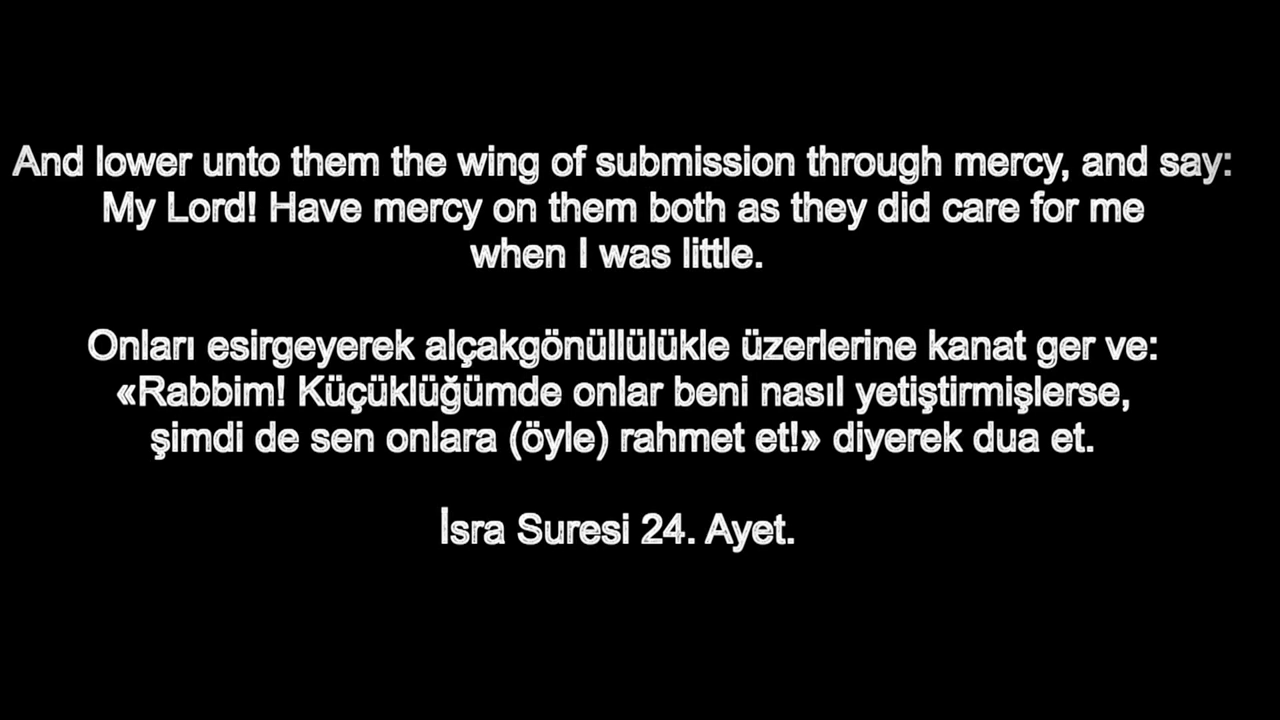 And lower unto them the wing of submission through mercy, and say:
My Lord! Have mercy on them both as they did care for me
when I was little.
Onları esirgeyerek alçakgönüllülükle üzerlerine kanat ger ve:
«Rabbim! Küçüklüğümde onlar beni nasıl yetiştirmişlerse,
şimdi de sen onlara (öyle) rahmet et!» diyerek dua et.
İsra Suresi 24. Ayet.